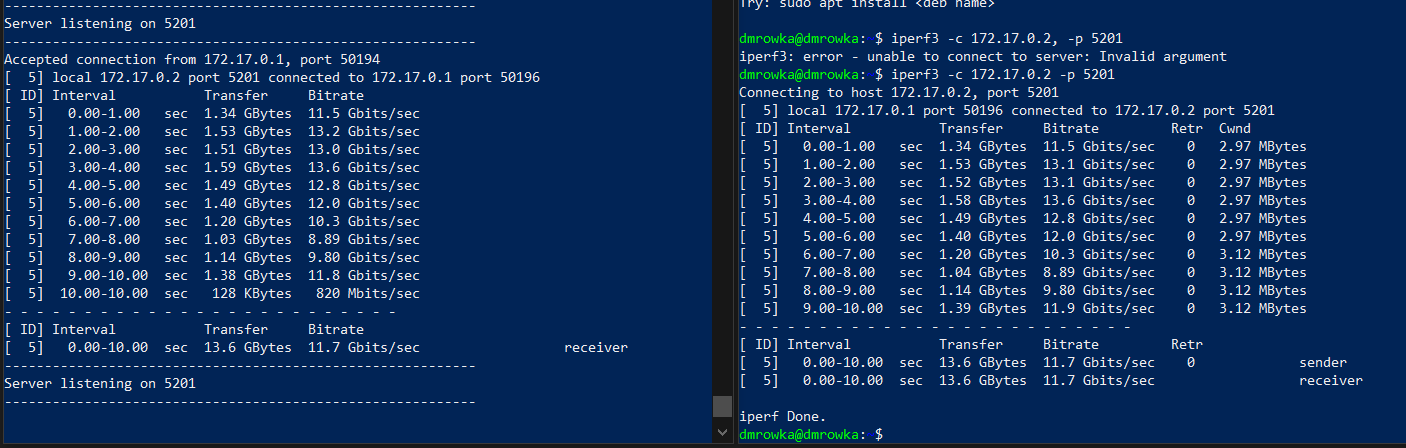 -----------------------------------------------------------
Server listening on 5201
-----------------------------------------------------------
Accepted connection from 172.17.0.1, port 50194
[  5] local 172.17.0.2 port 5201 connected to 172.17.0.1 port 50196
[ ID] Interval           Transfer     Bitrate
[  5]   0.00-1.00   sec  1.34 GBytes  11.5 Gbits/sec
[  5]   1.00-2.00   sec  1.53 GBytes  13.2 Gbits/sec
[  5]   2.00-3.00   sec  1.51 GBytes  13.0 Gbits/sec
[  5]   3.00-4.00   sec  1.59 GBytes  13.6 Gbits/sec
[  5]   4.00-5.00   sec  1.49 GBytes  12.8 Gbits/sec
[  5]   5.00-6.00   sec  1.40 GBytes  12.0 Gbits/sec
[  5]   6.00-7.00   sec  1.20 GBytes  10.3 Gbits/sec
[  5]   7.00-8.00   sec  1.03 GBytes  8.89 Gbits/sec
[  5]   8.00-9.00   sec  1.14 GBytes  9.80 Gbits/sec
[  5]   9.00-10.00  sec  1.38 GBytes  11.8 Gbits/sec
[  5]  10.00-10.00  sec   128 KBytes   820 Mbits/sec
- - - - - - - - - - - - - - - - - - - - - - - - -
[ ID] Interval           Transfer     Bitrate
[  5]   0.00-10.00  sec  13.6 GBytes  11.7 Gbits/sec                  receiver
-----------------------------------------------------------
Server listening on 5201
-----------------------------------------------------------
Try: sudo apt install <deb name>
dmrowka@dmrowka: $ iperf3 -c 172.17.0.2, -p 5201
iperf3: error - unable to connect to server: Invalid argument
dmrowka@dmrowka: $ iperf3 -c 172.17.0.2 -p 5201
Connecting to host 172.17.0.2, port 5201
[  5] local 172.17.0.1 port 50196 connected to 172.17.0.2 port 5201
[ ID] Interval           Transfer     Bitrate         Retr  Cwnd
[  5]   0.00-1.00   sec  1.34 GBytes  11.5 Gbits/sec    0   2.97 MBytes
[  5]   1.00-2.00   sec  1.53 GBytes  13.1 Gbits/sec    0   2.97 MBytes
[  5]   2.00-3.00   sec  1.52 GBytes  13.1 Gbits/sec    0   2.97 MBytes
[  5]   3.00-4.00   sec  1.58 GBytes  13.6 Gbits/sec    0   2.97 MBytes
[  5]   4.00-5.00   sec  1.49 GBytes  12.8 Gbits/sec    0   2.97 MBytes
[  5]   5.00-6.00   sec  1.40 GBytes  12.0 Gbits/sec    0   2.97 MBytes
[  5]   6.00-7.00   sec  1.20 GBytes  10.3 Gbits/sec    0   3.12 MBytes
[  5]   7.00-8.00   sec  1.04 GBytes  8.89 Gbits/sec    0   3.12 MBytes
[  5]   8.00-9.00   sec  1.14 GBytes  9.80 Gbits/sec    0   3.12 MBytes
[  5]   9.00-10.00  sec  1.39 GBytes  11.9 Gbits/sec    0   3.12 MBytes
- - - - - - - - - - - - - - - - - - - - - - - - -
[ ID] Interval           Transfer     Bitrate         Retr
[  5]   0.00-10.00  sec  13.6 GBytes  11.7 Gbits/sec    0             sender
[  5]   0.00-10.00  sec  13.6 GBytes  11.7 Gbits/sec                  receiver
iperf Done.
dmrowka@dmrowka: $